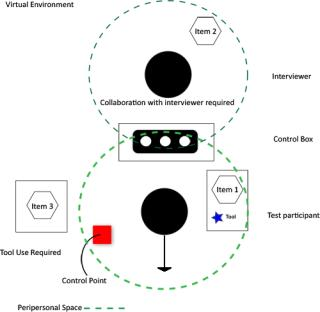 Virtual Environment
Item 2
Interviewer
Collaboration with interviewer required
Control Box
Item 1
Item 3
Tool
Test participant
Tool Use Required
Control Point
Peripersonal Space